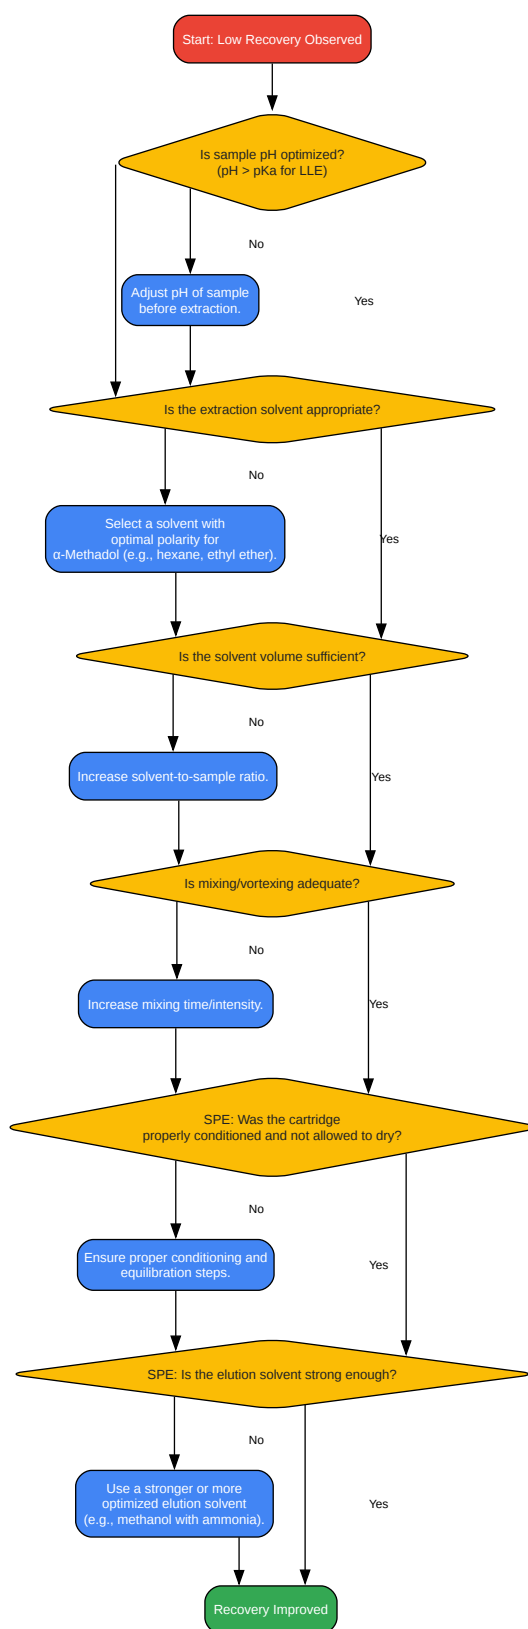 Start: Low Recovery Observed
Is sample pH optimized?
(pH > pKa for LLE)
No
Adjust pH of sample
before extraction.
Yes
Is the extraction solvent appropriate?
No
Select a solvent with
optimal polarity for
α-Methadol (e.g., hexane, ethyl ether).
Yes
Is the solvent volume sufficient?
No
Increase solvent-to-sample ratio.
Yes
Is mixing/vortexing adequate?
No
Increase mixing time/intensity.
Yes
SPE: Was the cartridge
properly conditioned and not allowed to dry?
No
Ensure proper conditioning and
equilibration steps.
Yes
SPE: Is the elution solvent strong enough?
No
Use a stronger or more
optimized elution solvent
(e.g., methanol with ammonia).
Yes
Recovery Improved